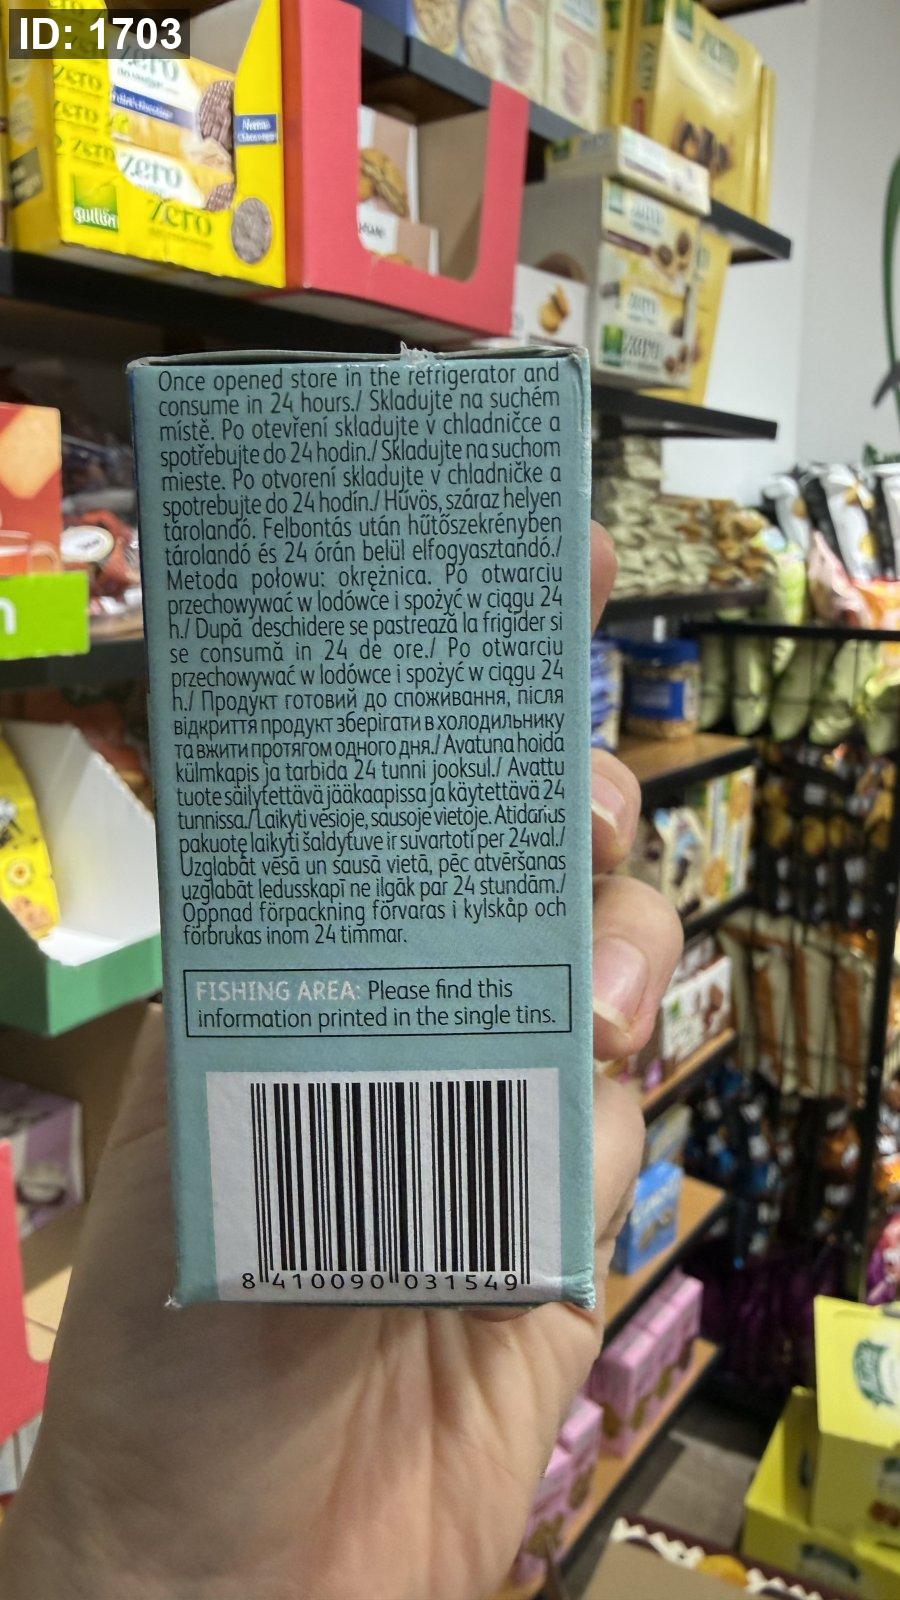 ID: 1703
zero
zero
zero
zero
zero
gullón
zero
Once opened store in the refrigerator and
consume in 24 hours./ Skladujte na suchém
místě. Po otevření skladujte v chladničce a
spotřebujte do 24 hodin./ Skladujte na suchom
mieste. Po otvorení skladujte v chladničke a
spotrebujte do 24 hodín./ Hűvös, száraz helyen
tárolandó. Felbontás után hűtőszekrényben
tárolandó és 24 órán belül elfogyasztandó./
Metoda połowu: okrężnica. Po otwarciu
przechowywać w lodówce i spożyć w ciągu 24
h./ După deschidere se pastrează la frigider si
se consumă in 24 de ore./ Po otwarciu
przechowywać w lodówce i spożyć w ciągu 24
h./ Продукт готовий до споживання, після
відкриття продукт зберігати в холодильнику
та вжити протягом одного дня./ Avatuna hoida
külmkapis ja tarbida 24 tunni jooksul./ Avattu
tuote säilytettävä jääkaapissa ja käytettävä 24
tunnissa./Laikyti vėsioje, sausoje vietoje. Atidarius
pakuotę laikyti šaldytuve ir suvartoti per 24val./
Uzglabāt vēsā un sausā vietā, pēc atvēršanas
uzglabāt ledusskapī ne ilgāk par 24 stundām./
Öppnad förpackning förvaras i kylskåp och
förbrukas inom 24 timmar.
FISHING AREA: Please find this
information printed in the single tins.
8 410090 031549